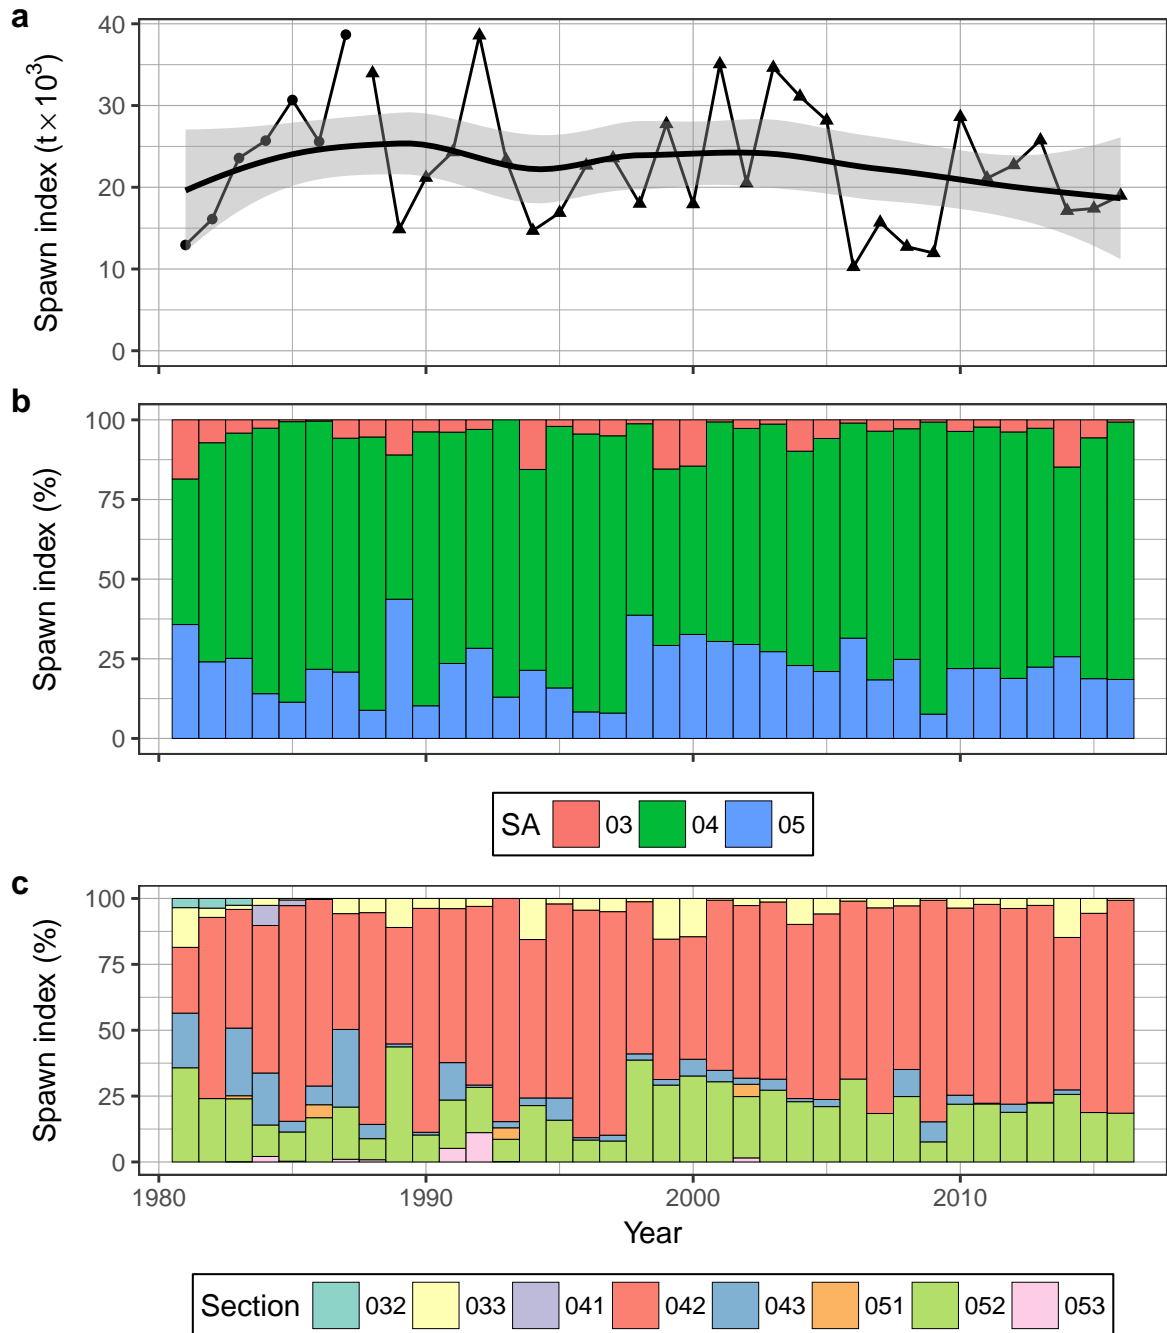 a
Spawn index (t × 10³)
40
30
20
10
0
b
Spawn index (%)
100
75
50
25
0
SA 03 04 05
c
Spawn index (%)
100
75
50
25
0
1980 1990 2000 2010
Year
Section 032 033 041 042 043 051 052 053